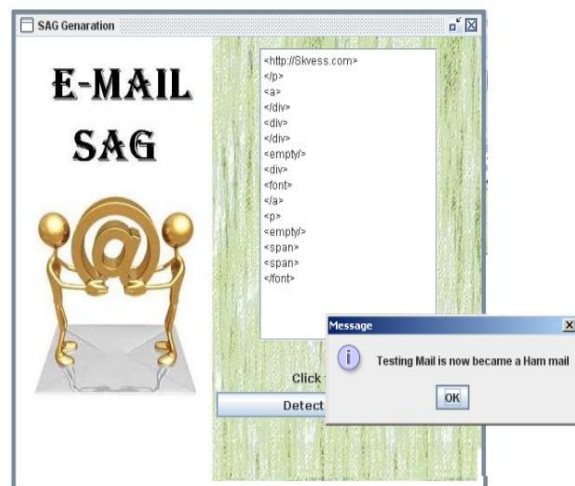 SAG Genaration
E-MAIL
SAG
<http://Skvess.com>
</p>
<a>
</div>
<div>
</div>
<empty/>
<div>
<font>
</a>
<p>
<empty/>
<span>
<span>
</font>
Message
Testing Mail is now became a Ham mail
OK
Click
Detect